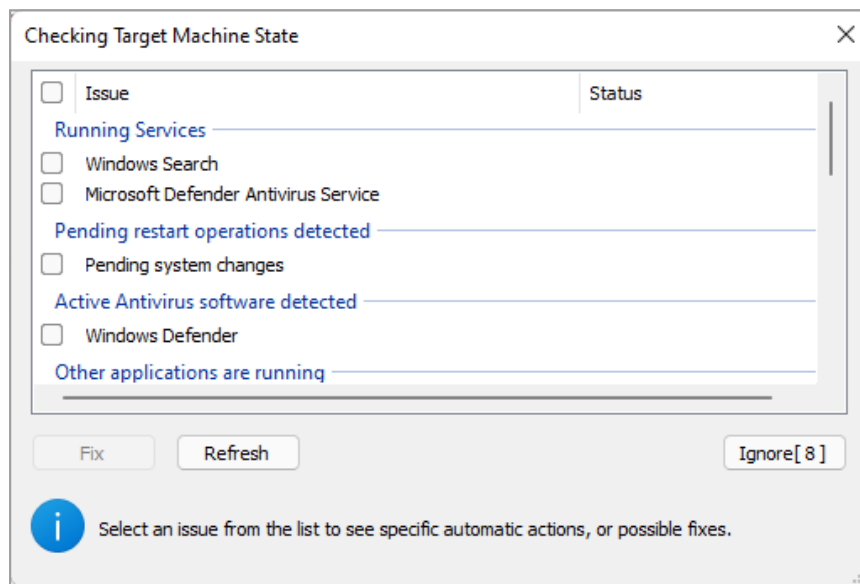 Checking Target Machine State
Issue Status
Running Services
Windows Search
Microsoft Defender Antivirus Service
Pending restart operations detected
Pending system changes
Active Antivirus software detected
Windows Defender
Other applications are running
Fix Refresh Ignore[ 8 ]
Select an issue from the list to see specific automatic actions, or possible fixes.